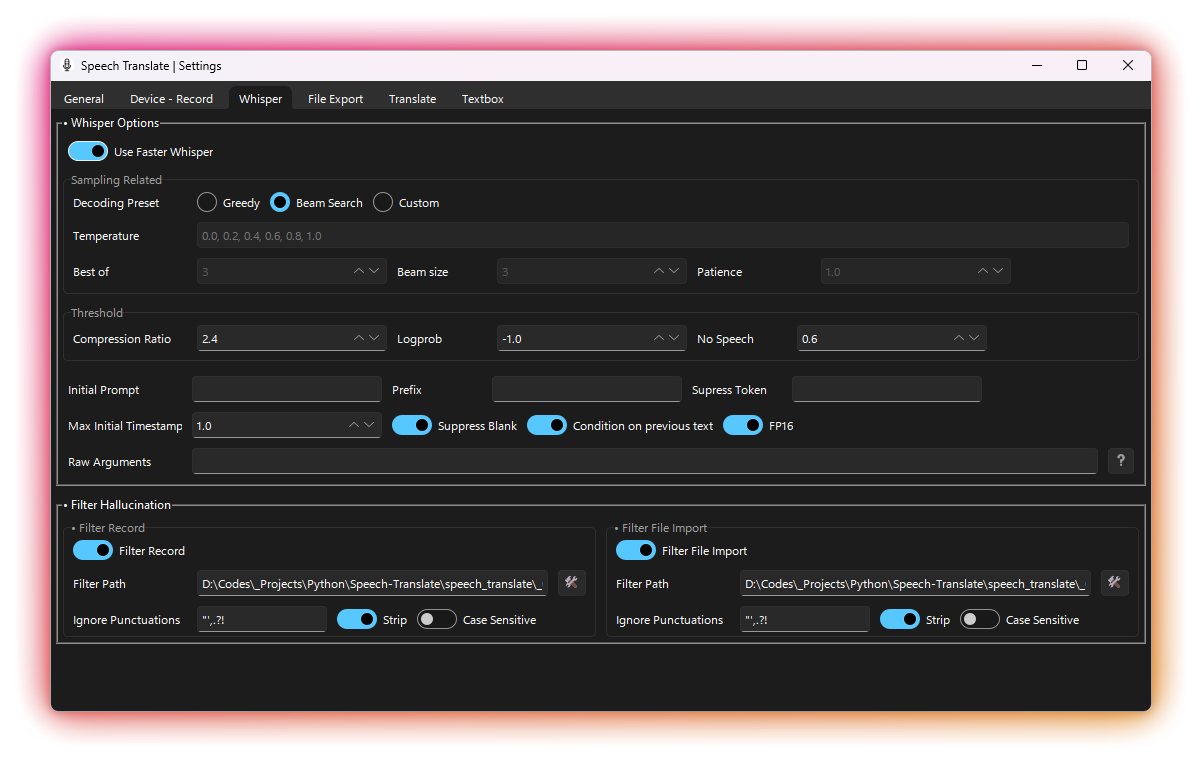 Speech Translate | Settings
General Device - Record Whisper File Export Translate Textbox
• Whisper Options
Use Faster Whisper
Sampling Related
Decoding Preset Greedy Beam Search Custom
Temperature 0.0, 0.2, 0.4, 0.6, 0.8, 1.0
Best of 3 Beam size 3 Patience 1.0
Threshold
Compression Ratio 2.4 Logprob -1.0 No Speech 0.6
Initial Prompt Prefix Supress Token
Max Initial Timestamp 1.0 Suppress Blank Condition on previous text FP16
Raw Arguments ?
• Filter Hallucination
• Filter Record • Filter File Import
Filter Record Filter File Import
Filter Path D:\Codes\_Projects\Python\Speech-Translate\speech_translate\_ Filter Path D:\Codes\_Projects\Python\Speech-Translate\speech_translate\_
Ignore Punctuations "',.?! Strip Case Sensitive Ignore Punctuations "',.?! Strip Case Sensitive